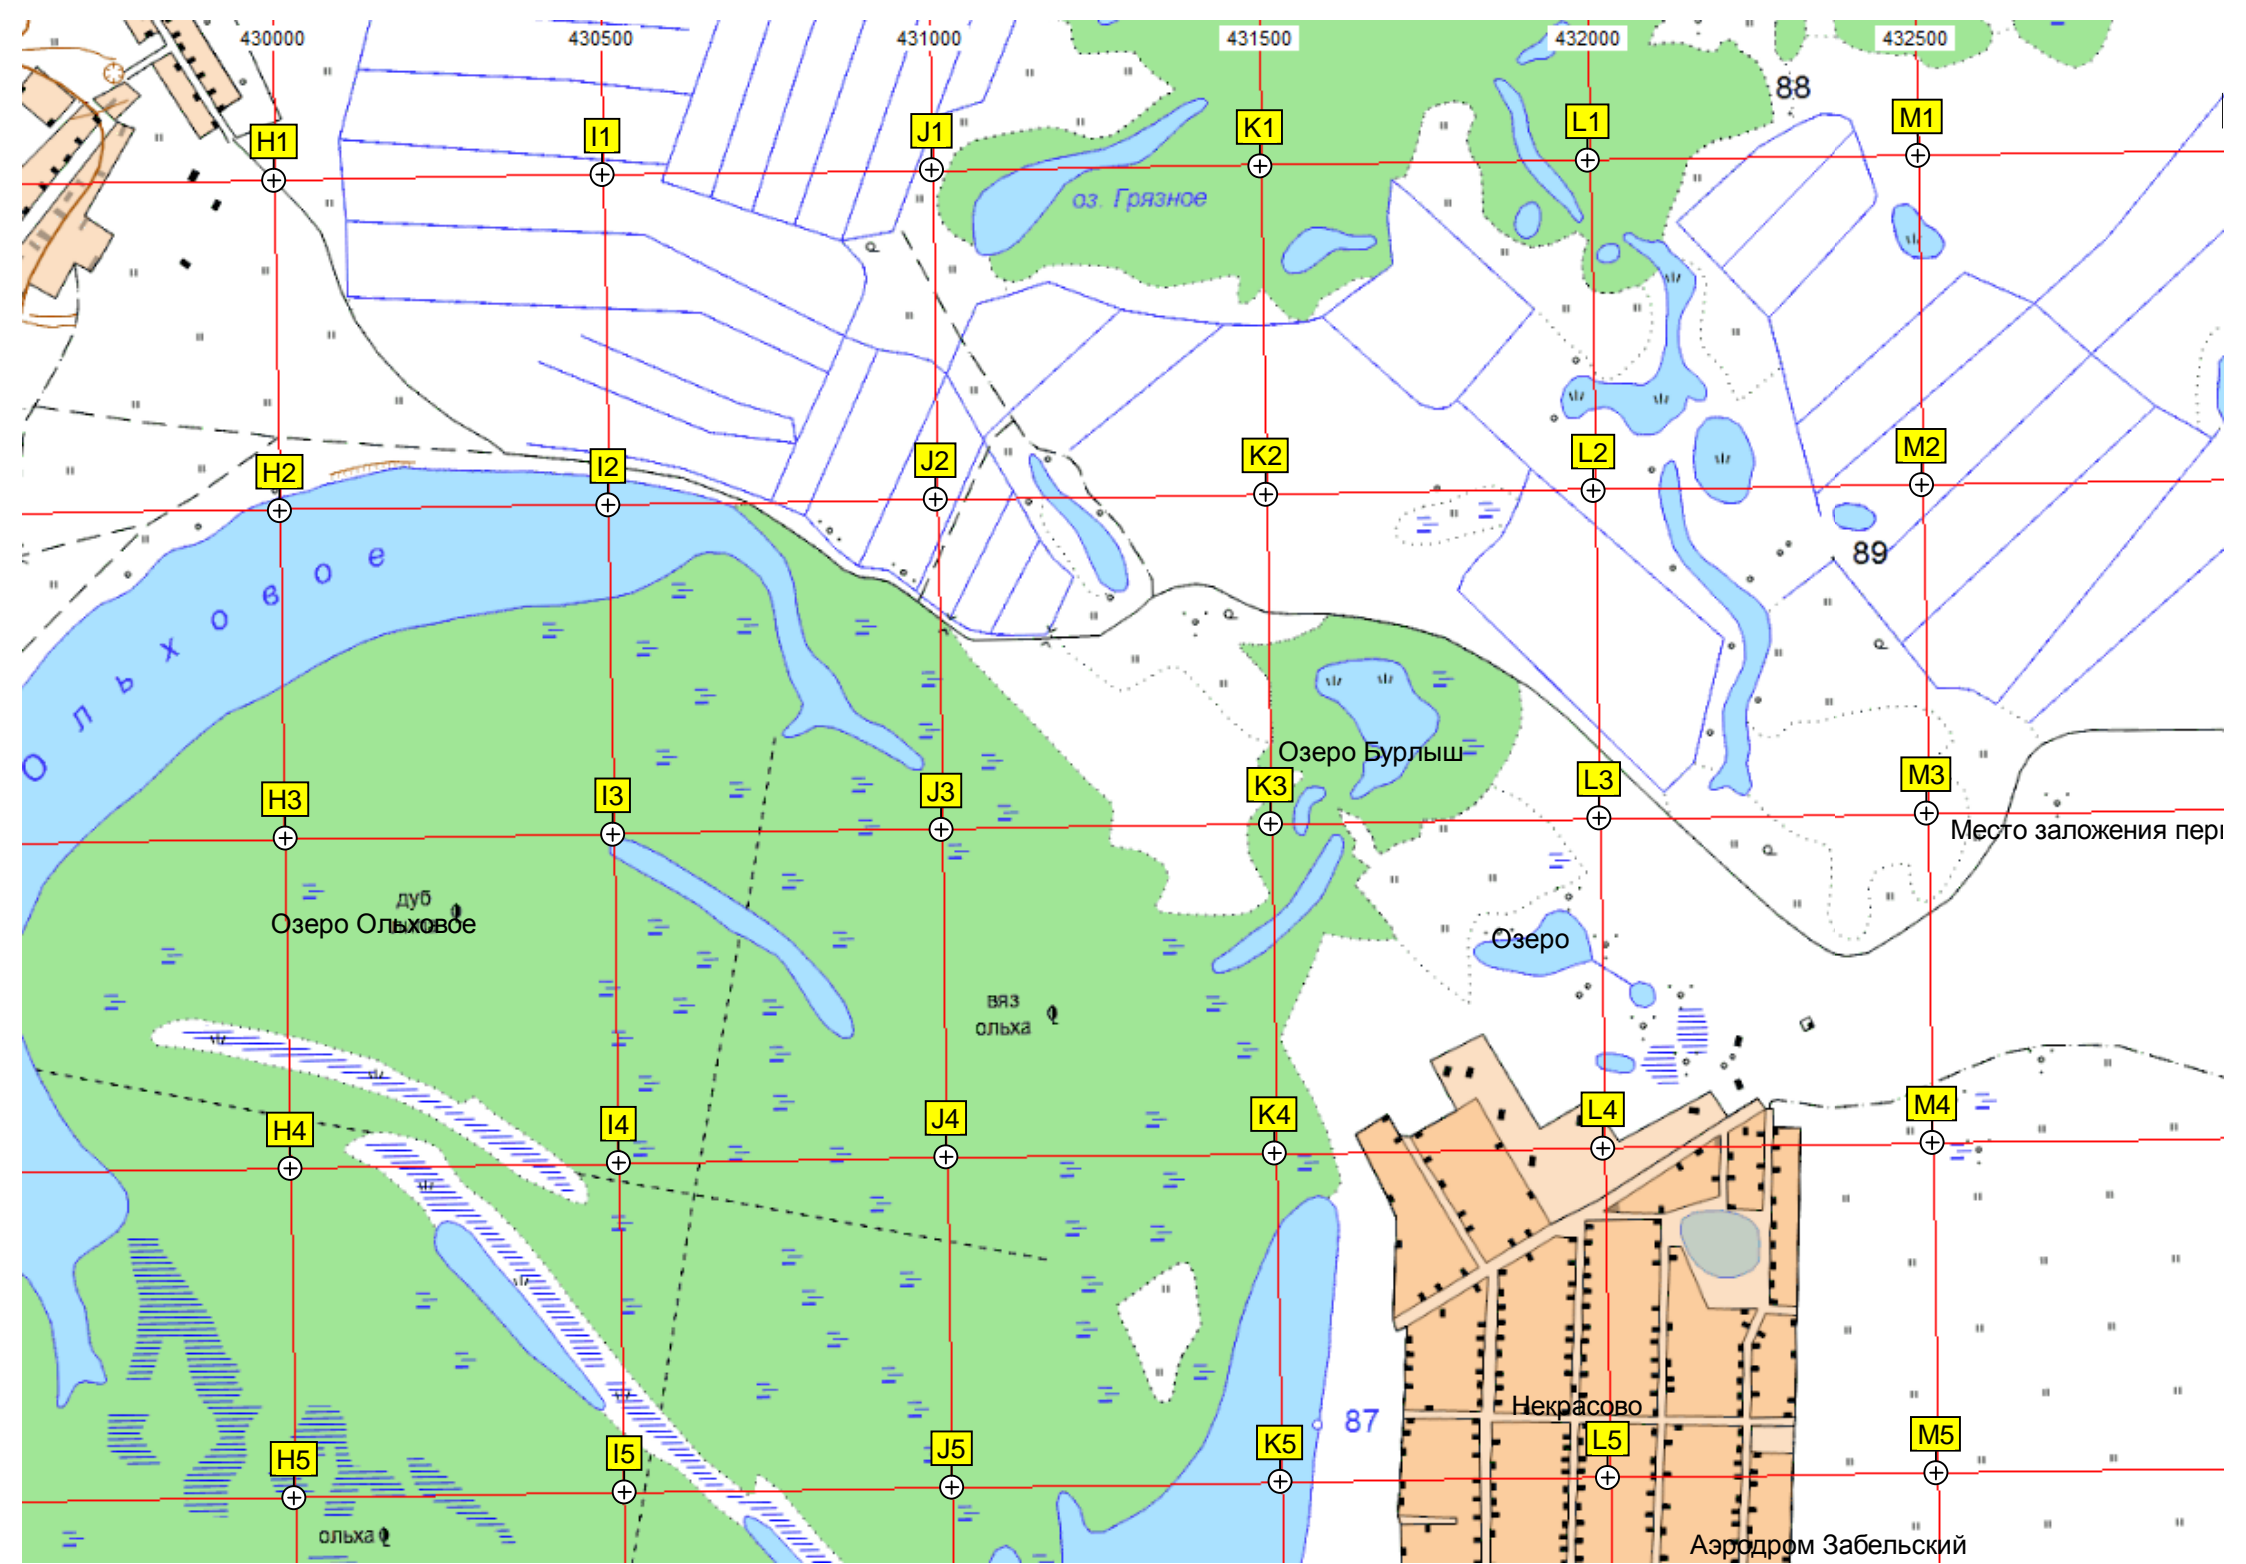 430000 430500 431000 431500 432000 432500
88
H1 I1 J1 K1 L1 M1
оз. Грязное
H2 I2 J2 K2 L2 M2
89
Ольховое
Озеро Бурлыш
H3 I3 J3 K3 L3 M3
Место заложения
дуб
Озеро Ольховое
Озеро
вяз
ольха
H4 I4 J4 K4 L4 M4
Некрасово
87
H5 I5 J5 K5 L5 M5
ольха
Аэродром Забельский